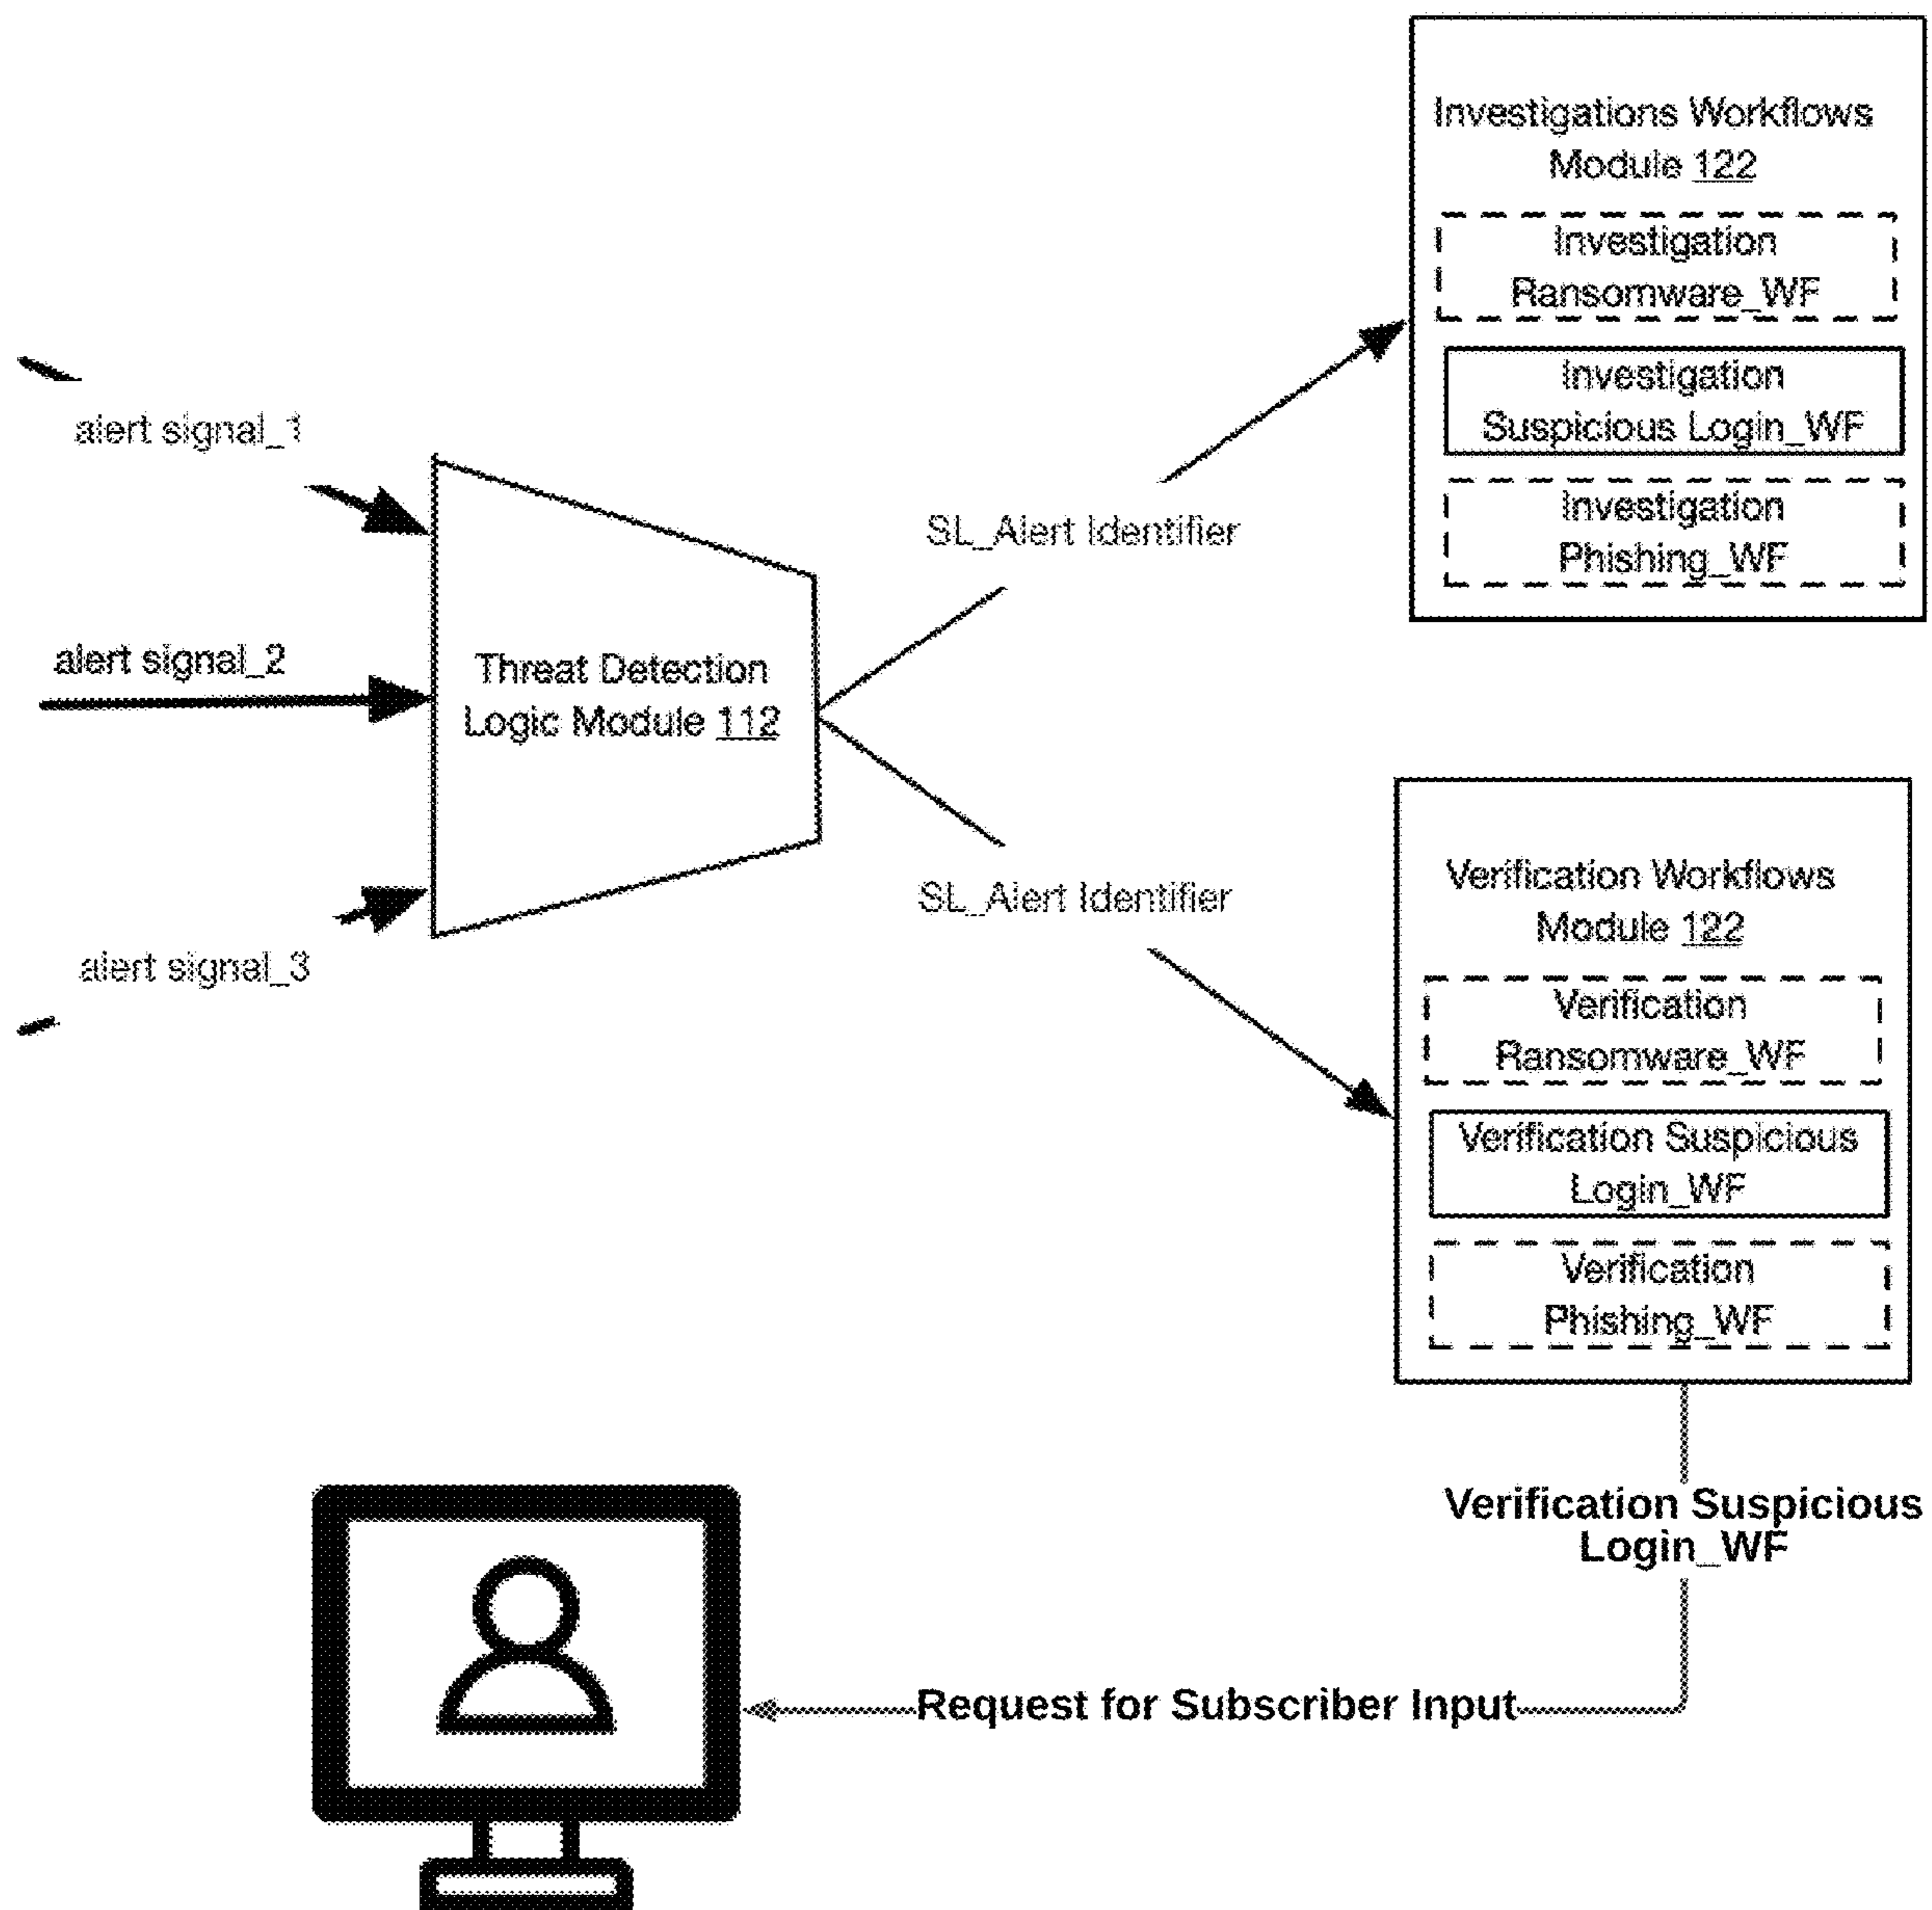 Investigations Workflows
Module 122
Investigation
Ransomware_WF
Investigation
Suspicious Login_WF
Investigation
Phishing_WF
alert signal_1
SL_Alert Identifier
alert signal_2
Threat Detection
Logic Module 112
SL_Alert Identifier
alert signal_3
Verification Workflows
Module 122
Verification
Ransomware_WF
Verification Suspicious
Login_WF
Verification
Phishing_WF
Verification Suspicious
Login_WF
Request for Subscriber Input